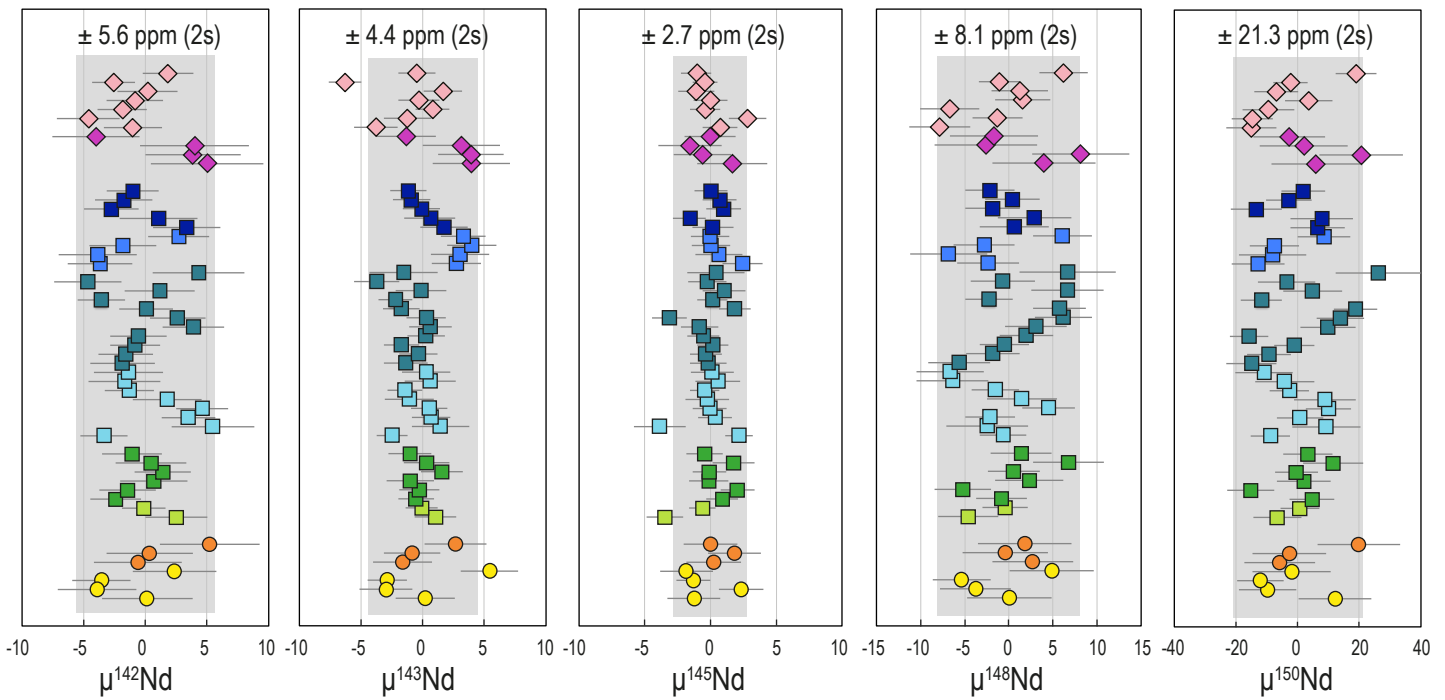 ± 5.6 ppm (2s) ± 4.4 ppm (2s) ± 2.7 ppm (2s) ± 8.1 ppm (2s) ± 21.3 ppm (2s)
-10 -5 0 5 10 -10 -5 0 5 10 -10 -5 0 5 10 -15 -10 -5 0 5 10 15 -40 -20 0 20 40
μ¹⁴²Nd μ¹⁴³Nd μ¹⁴⁵Nd μ¹⁴⁸Nd μ¹⁵⁰Nd